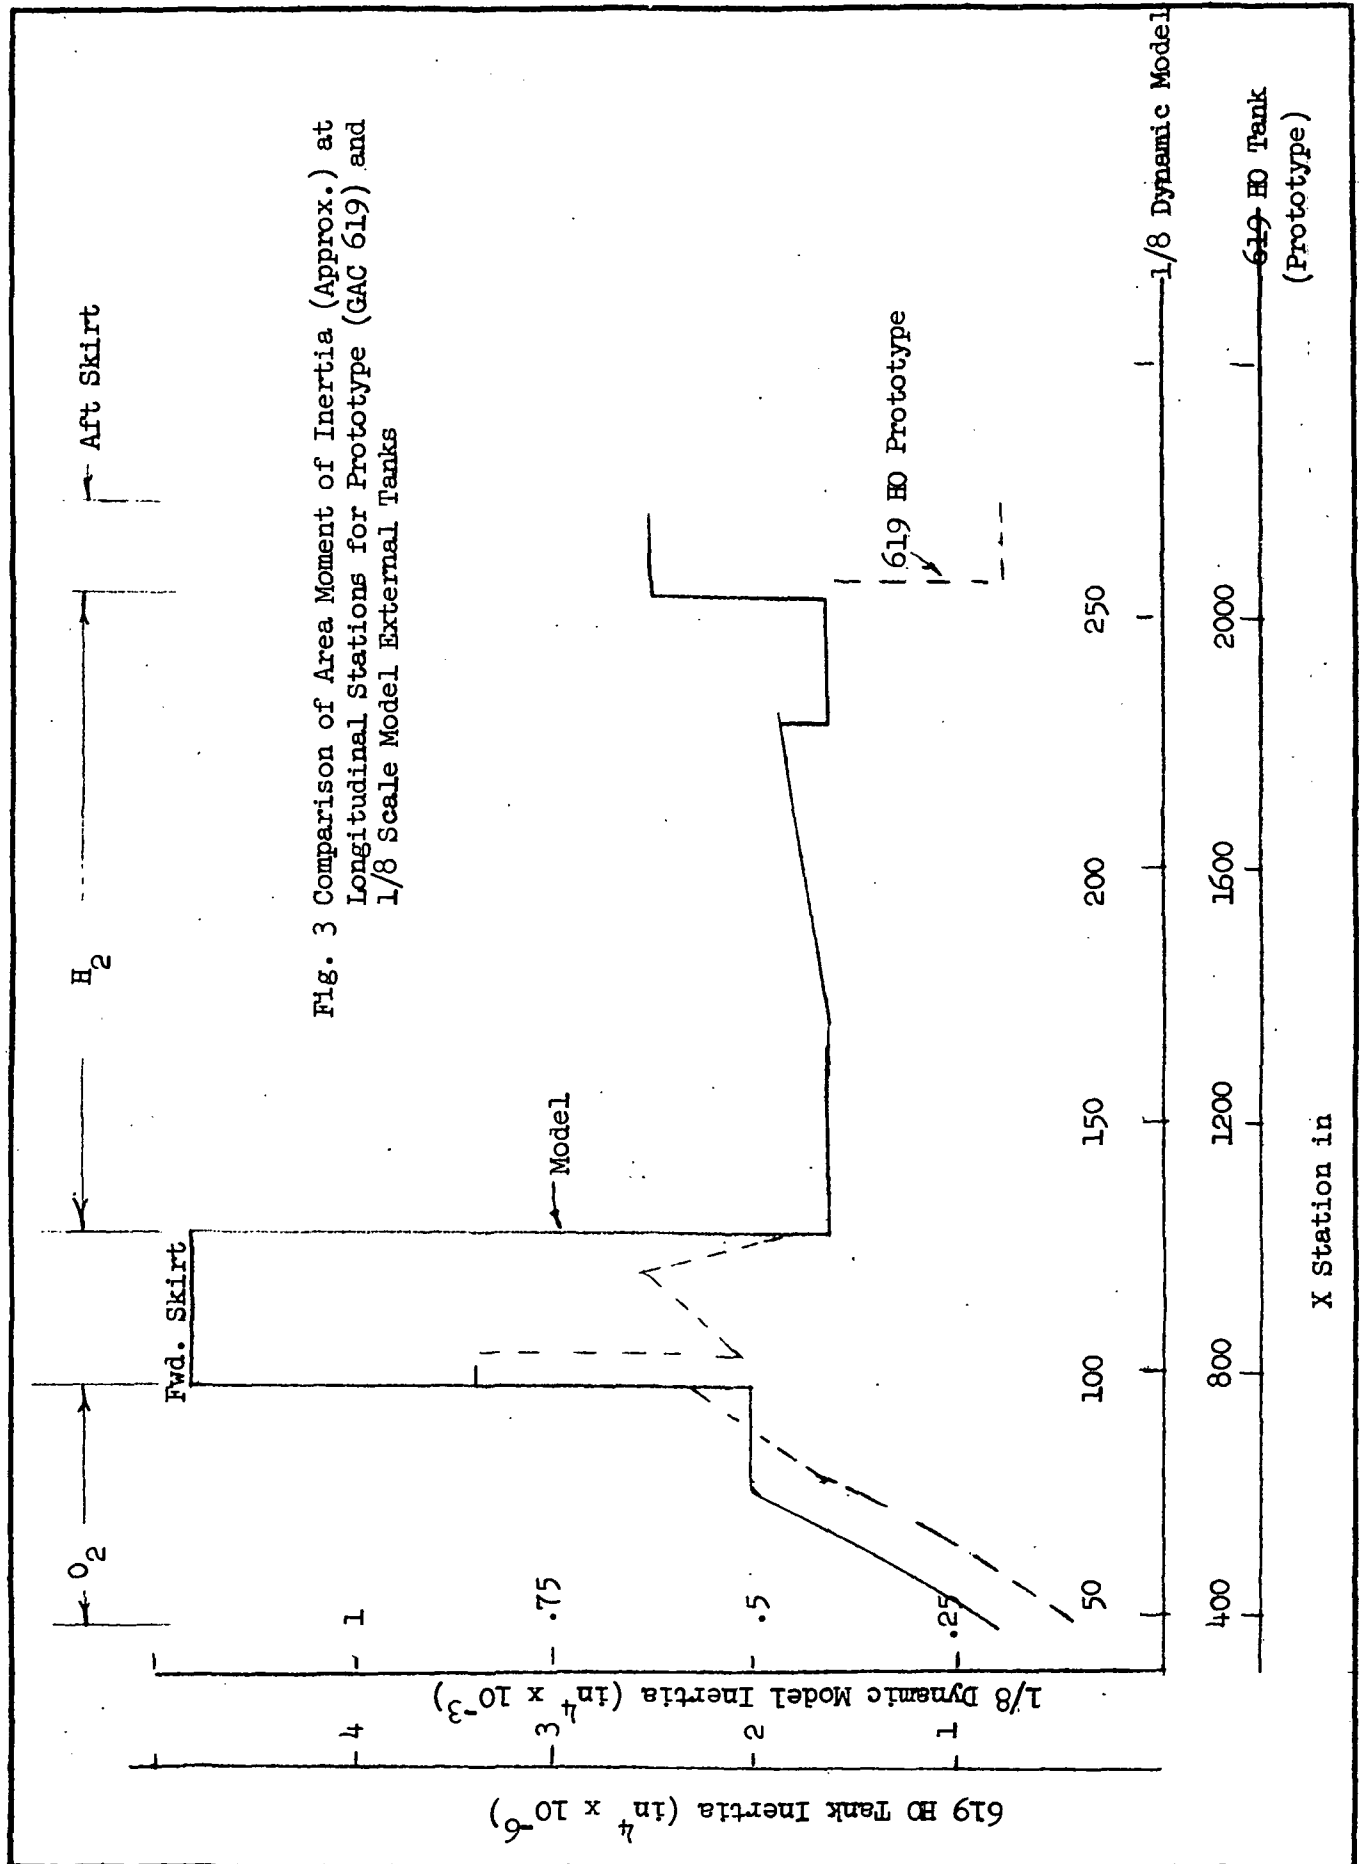 O2
Fwd. Skirt
H2
Aft Skirt
Fig. 3 Comparison of Area Moment of Inertia (Approx.) at
Longitudinal Stations for Prototype (GAC 619) and
1/8 Scale Model External Tanks
Model
619 HO Prototype
1
.75
.5
.25
1/8 Dynamic Model Inertia (in4 x 10-3)
4
3
2
1
619 HO Tank Inertia (in4 x 10-6)
50
100
150
200
250
1/8 Dynamic Model
400
800
1200
1600
2000
619 HO Tank
(Prototype)
X Station in